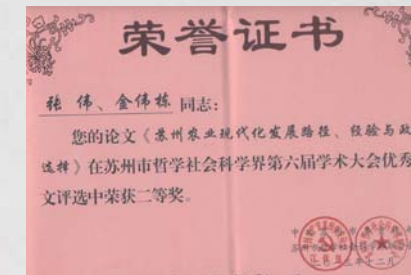 荣誉证书
张伟、金伟栋 同志：
您的论文《苏州农业现代化发展路径、经验与政
选择》在苏州市哲学社会科学界第六届学术大会优秀
文评选中荣获二等奖。